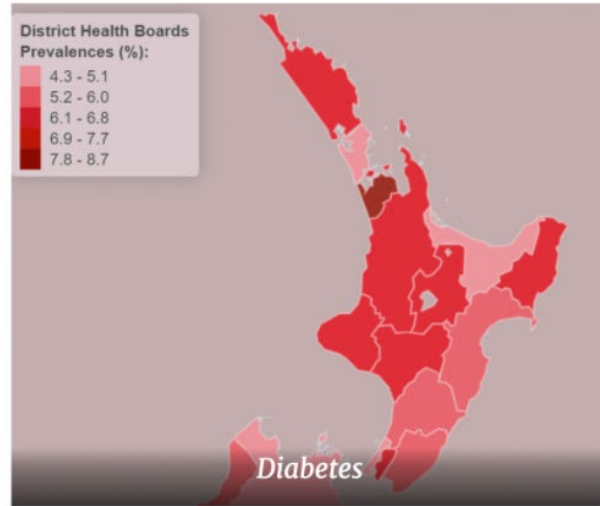 District Health Boards
Prevalences (%):
4.3 - 5.1
5.2 - 6.0
6.1 - 6.8
6.9 - 7.7
7.8 - 8.7
Diabetes